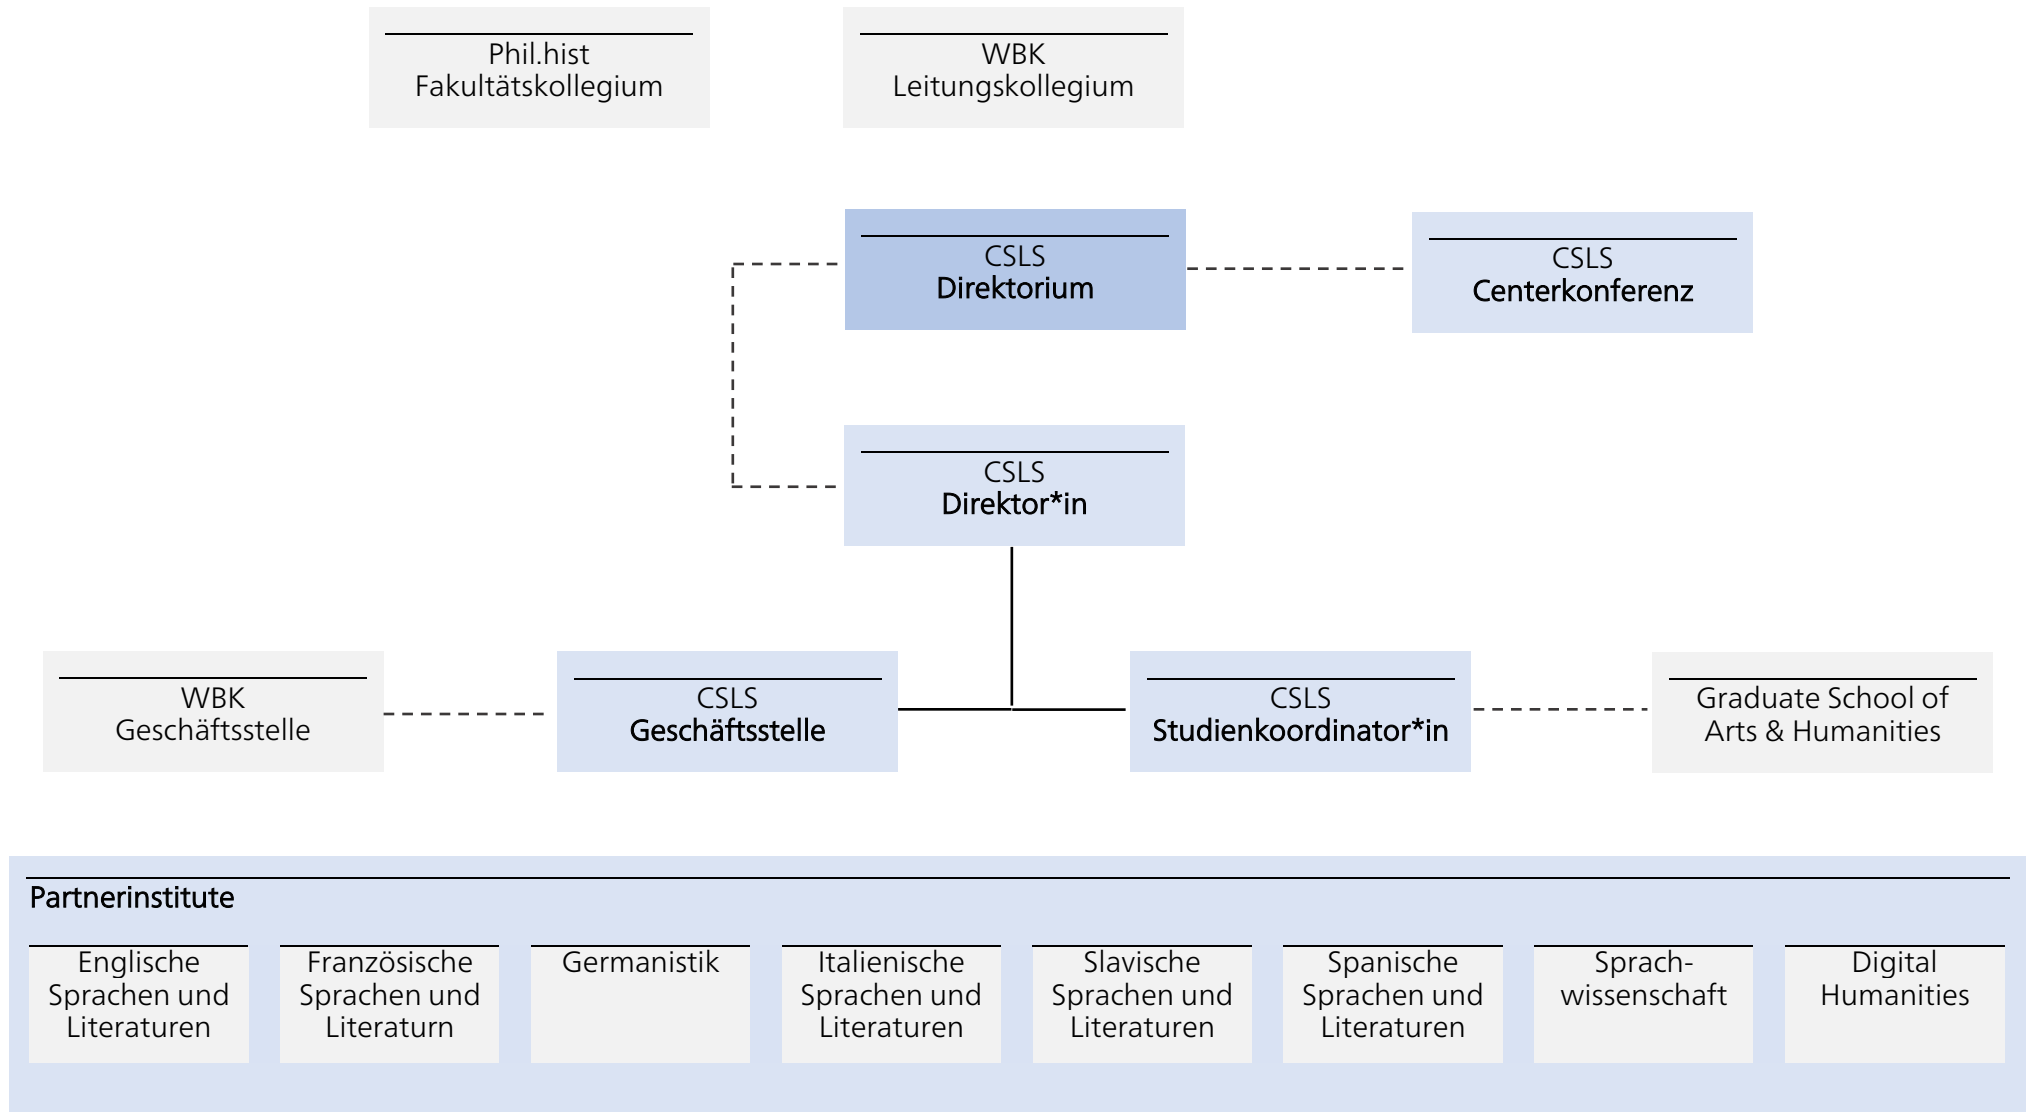 Phil.hist
Fakultätskollegium
WBK
Leitungskollegium
CSLS
Direktorium
CSLS
Centerkonferenz
CSLS
Direktor*in
WBK
Geschäftsstelle
CSLS
Geschäftsstelle
CSLS
Studienkoordinator*in
Graduate School of
Arts & Humanities
Partnerinstitute
Englische
Sprachen und
Literaturen
Französische
Sprachen und
Literaturn
Germanistik
Italienische
Sprachen und
Literaturen
Slavische
Sprachen und
Literaturen
Spanische
Sprachen und
Literaturen
Sprach-
wissenschaft
Digital
Humanities